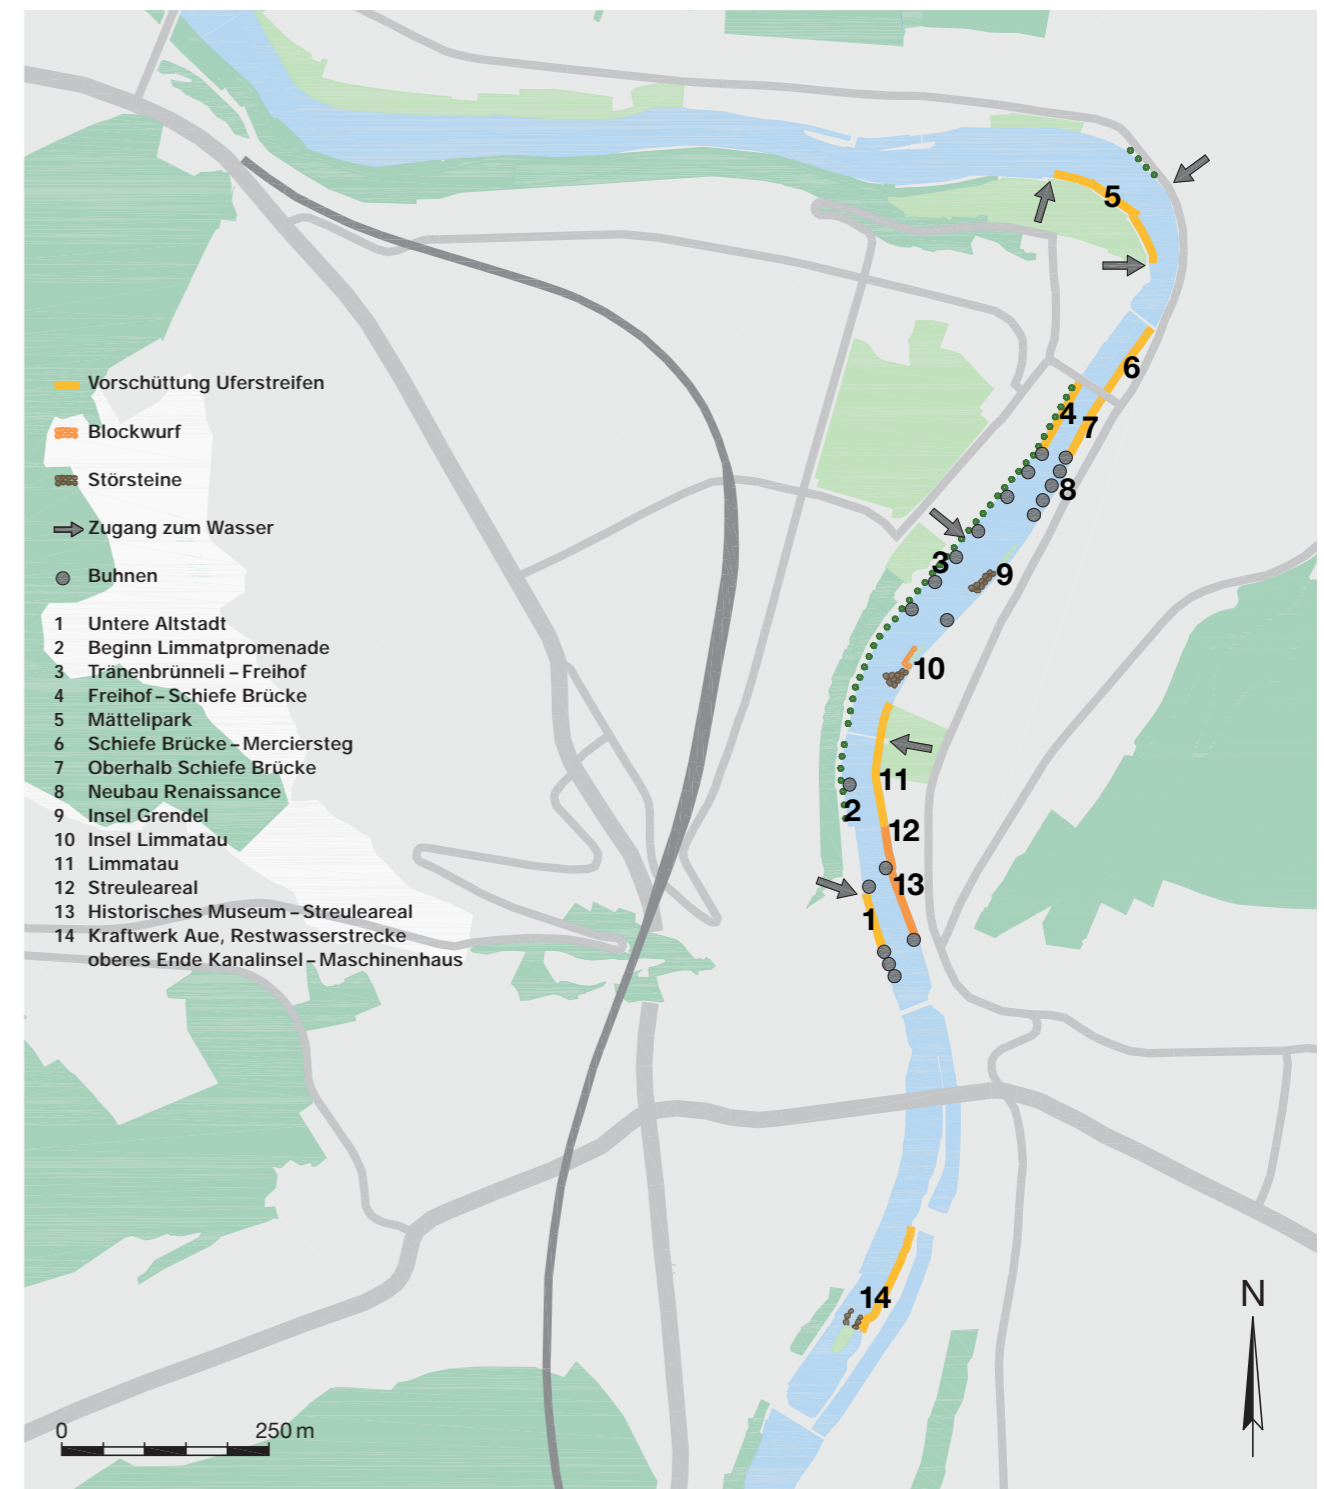 5
6
4
7
8
3
9
10
11
2
12
13
1
14
Vorschüttung Uferstreifen
Blockwurf
Störsteine
Zugang zum Wasser
Buhnen
1 Untere Altstadt
2 Beginn Limmatpromenade
3 Tränenbrünneli – Freihof
4 Freihof – Schiefe Brücke
5 Mättelipark
6 Schiefe Brücke – Merciersteg
7 Oberhalb Schiefe Brücke
8 Neubau Renaissance
9 Insel Grendel
10 Insel Limmatau
11 Limmatau
12 Streuleareal
13 Historisches Museum – Streuleareal
14 Kraftwerk Aue, Restwasserstrecke
oberes Ende Kanalinsel – Maschinenhaus
N
0 250 m